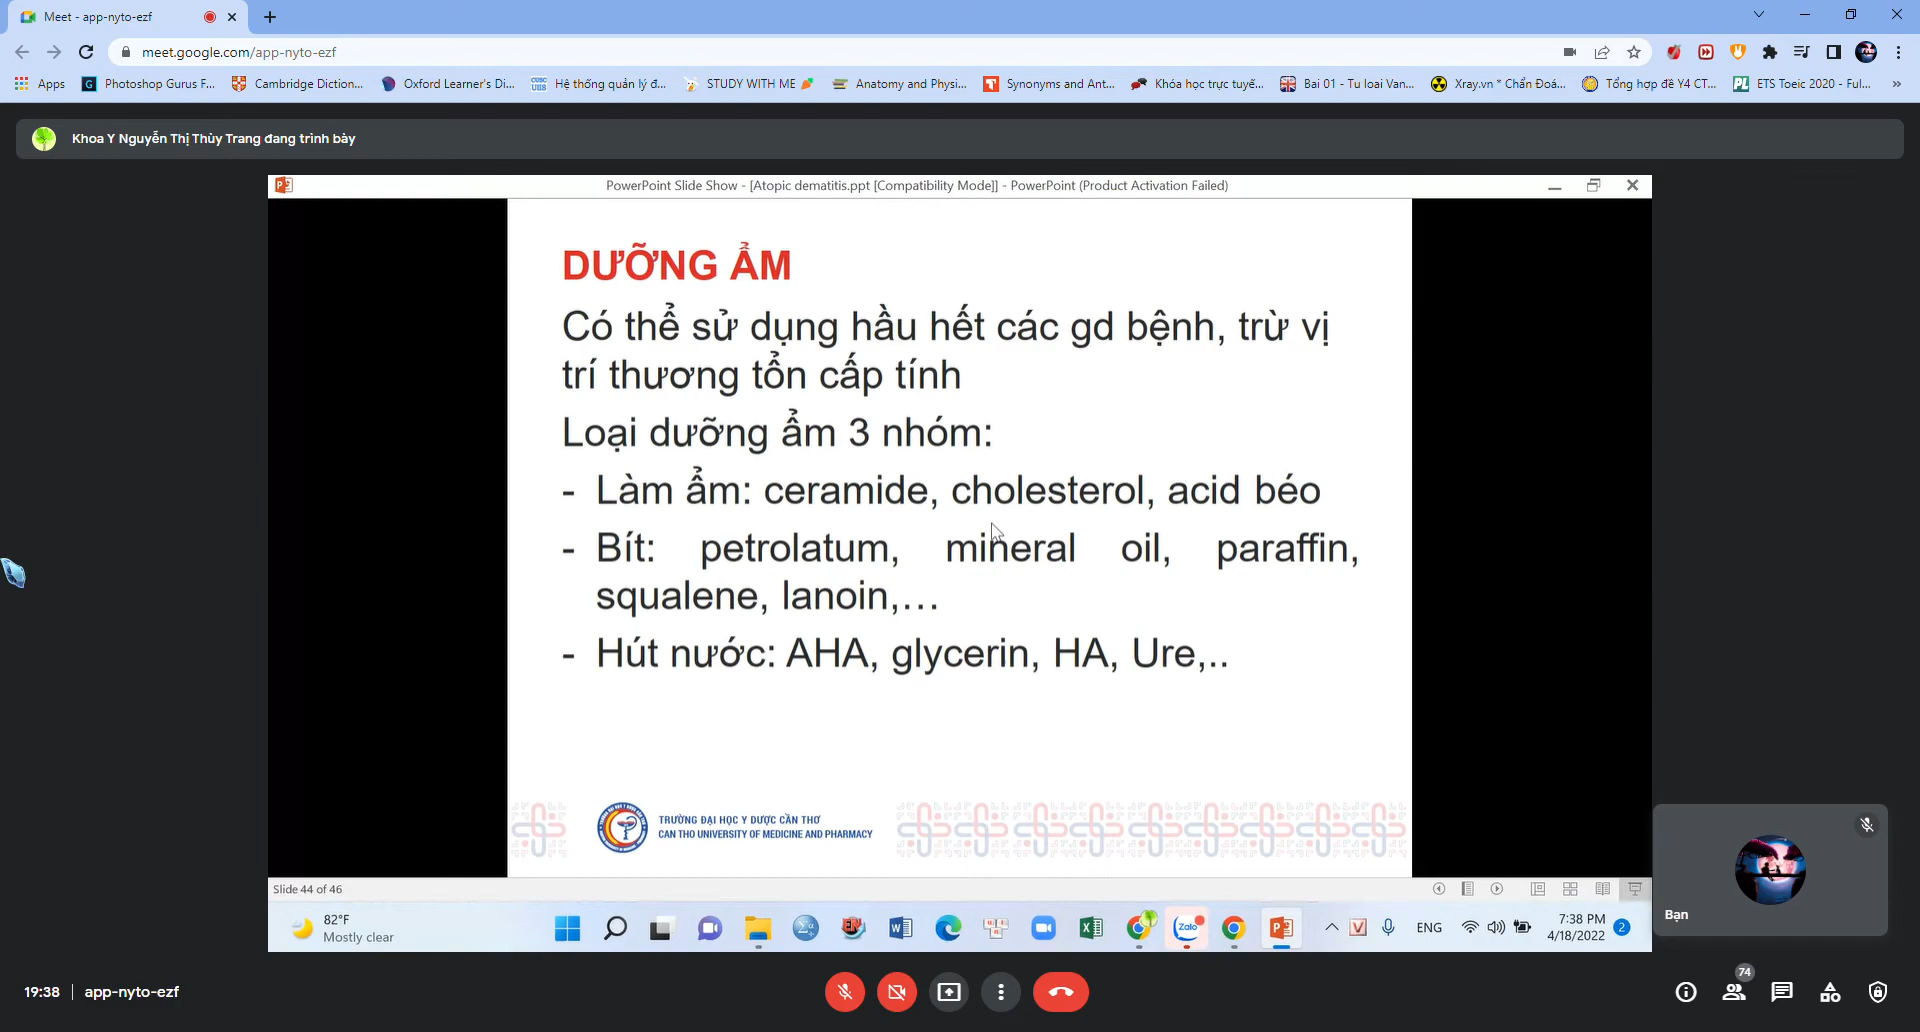 Meet - app-nyto-ezf
meet.google.com/app-nyto-ezf
Apps
Photoshop Gurus F...
Cambridge Diction...
Oxford Learner's Di...
Hệ thống quản lý đ...
STUDY WITH ME
Anatomy and Physi...
Synonyms and Ant...
Khóa học trực tuyế...
Bai 01 - Tu loai Van...
Xray.vn * Chẩn Đoá...
Tổng hợp đề Y4 CT...
ETS Toeic 2020 - Ful...
Khoa Y Nguyễn Thị Thùy Trang đang trình bày
PowerPoint Slide Show - [Atopic dematitis.ppt [Compatibility Mode]] - PowerPoint (Product Activation Failed)
DƯỠNG ẨM
Có thể sử dụng hầu hết các gd bệnh, trừ vị
trí thương tổn cấp tính
Loại dưỡng ẩm 3 nhóm:
- Làm ẩm: ceramide, cholesterol, acid béo
- Bít: petrolatum, mineral oil, paraffin,
squalene, lanoin,...
- Hút nước: AHA, glycerin, HA, Ure,..
TRƯỜNG ĐẠI HỌC Y DƯỢC CẦN THƠ
CAN THO UNIVERSITY OF MEDICINE AND PHARMACY
Slide 44 of 46
82°F
Mostly clear
Zalo
ENG
7:38 PM
4/18/2022
2
Bạn
19:38
app-nyto-ezf
74